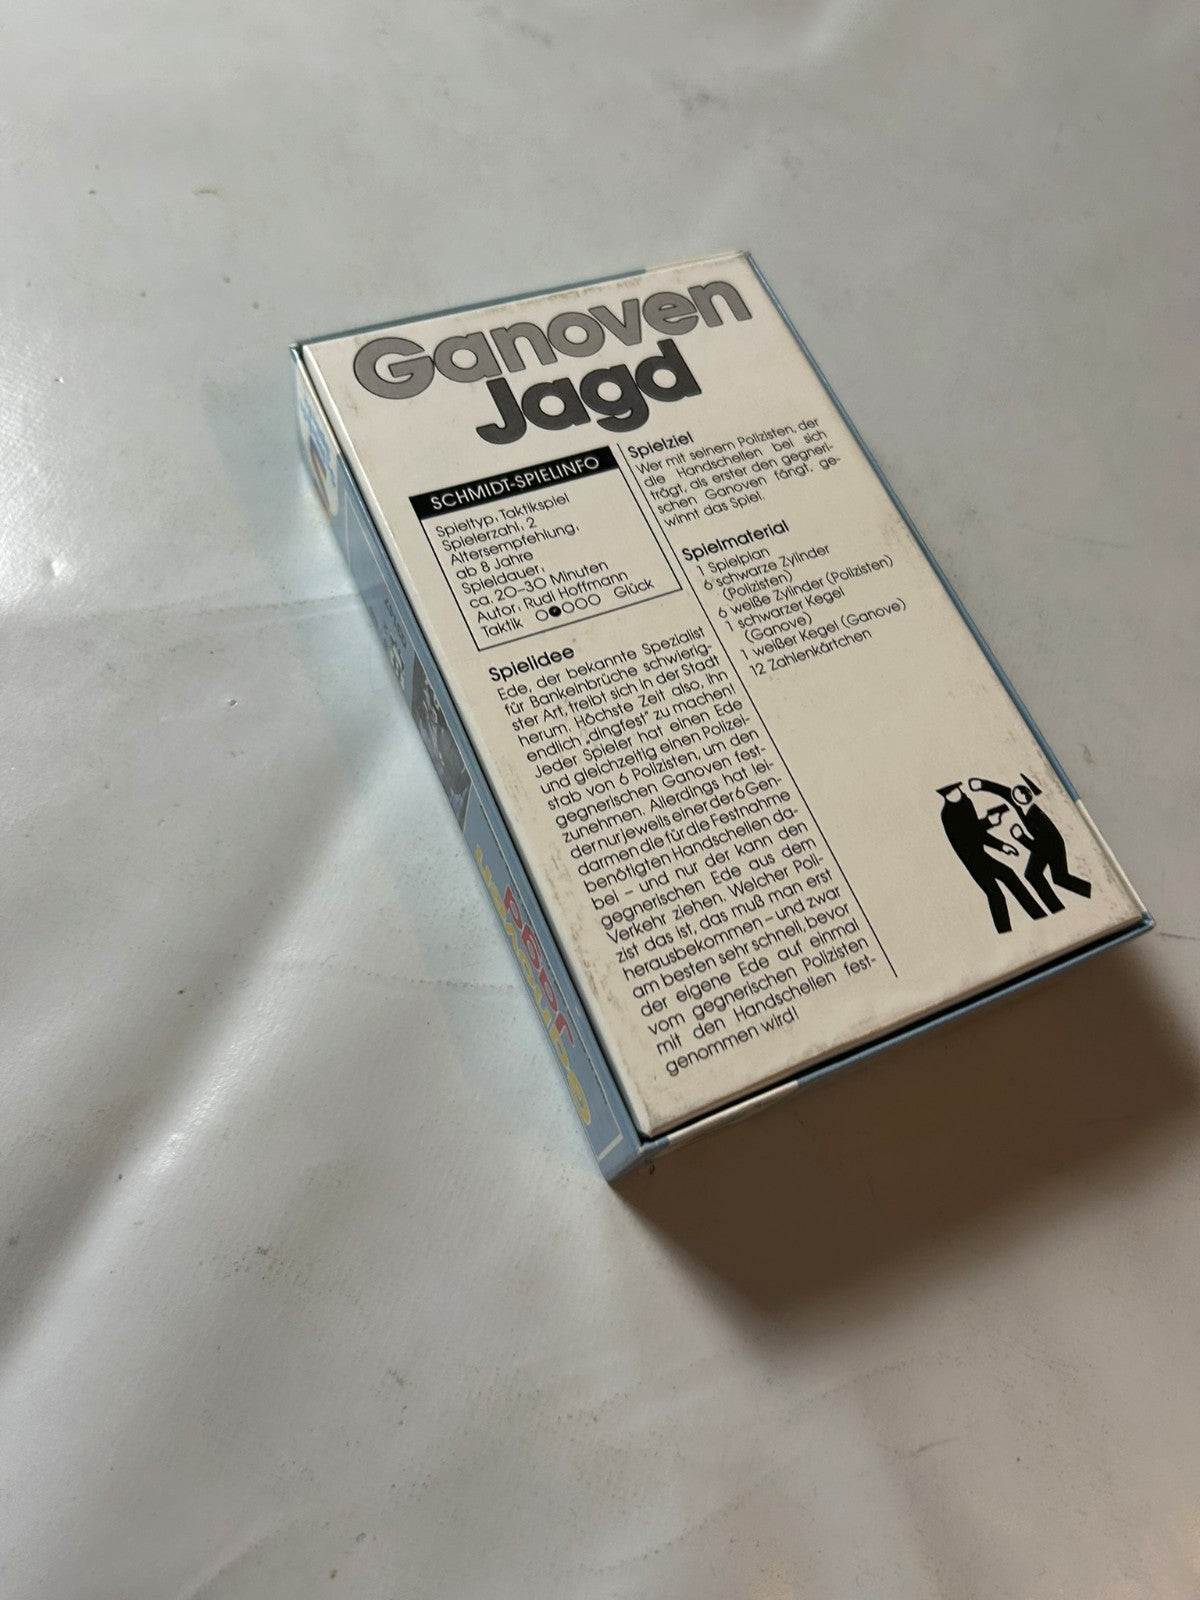 Ganoven
Jagd
SCHMIDT-SPIELINFO
Spieltyp, Taktikspiel
Spielerzahl, 2
Altersempfehlung,
ab 8 Jahre
Spieldauer,
ca. 20–30 Minuten
Autor, Rudi Hoffmann
Taktik Glück
Spielidee
Ede, der bekannte Spezialist
für Bankeinbrüche schwierig-
ster Art, treibt sich in der Stadt
herum. Höchste Zeit also, ihn
endlich „dingfest" zu machen!
Jeder Spieler hat einen Ede
und gleichzeitig einen Polizei-
stab von 6 Polizisten, um den
gegnerischen Ganoven fest-
zunehmen. Allerdings hat lei-
der nur jeweils einer der 6 Gen-
darmen die für die Festnahme
benötigten Handschellen da-
bei – und nur der kann den
gegnerischen Ede aus dem
Verkehr ziehen. Welcher Poli-
zist das ist, das muß man erst
herausbekommen – und zwar
am besten sehr schnell, bevor
der eigene Ede auf einmal
vom gegnerischen Polizisten
mit den Handschellen fest-
genommen wird!
Spielziel
Wer mit seinem Polizisten, der
die Handschellen bei sich
trägt, als erster den gegneri-
schen Ganoven fängt, ge-
winnt das Spiel.
Spielmaterial
1 Spielplan
6 schwarze Zylinder
(Polizisten)
6 weiße Zylinder (Polizisten)
1 schwarzer Kegel
(Ganove)
1 weißer Kegel (Ganove)
12 Zahlenkärtchen
Ganoven
Jagd